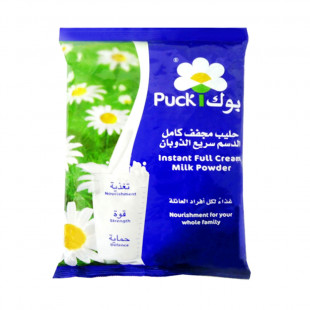 Puck بوك
حليب مجفف كامل
الدسم سريع الذوبان
Instant Full Cream
Milk Powder
تغذية
Nourishment
غذاء لكل أفراد العائلة
Nourishment for your
whole family
قوة
Strength
حماية
Defence